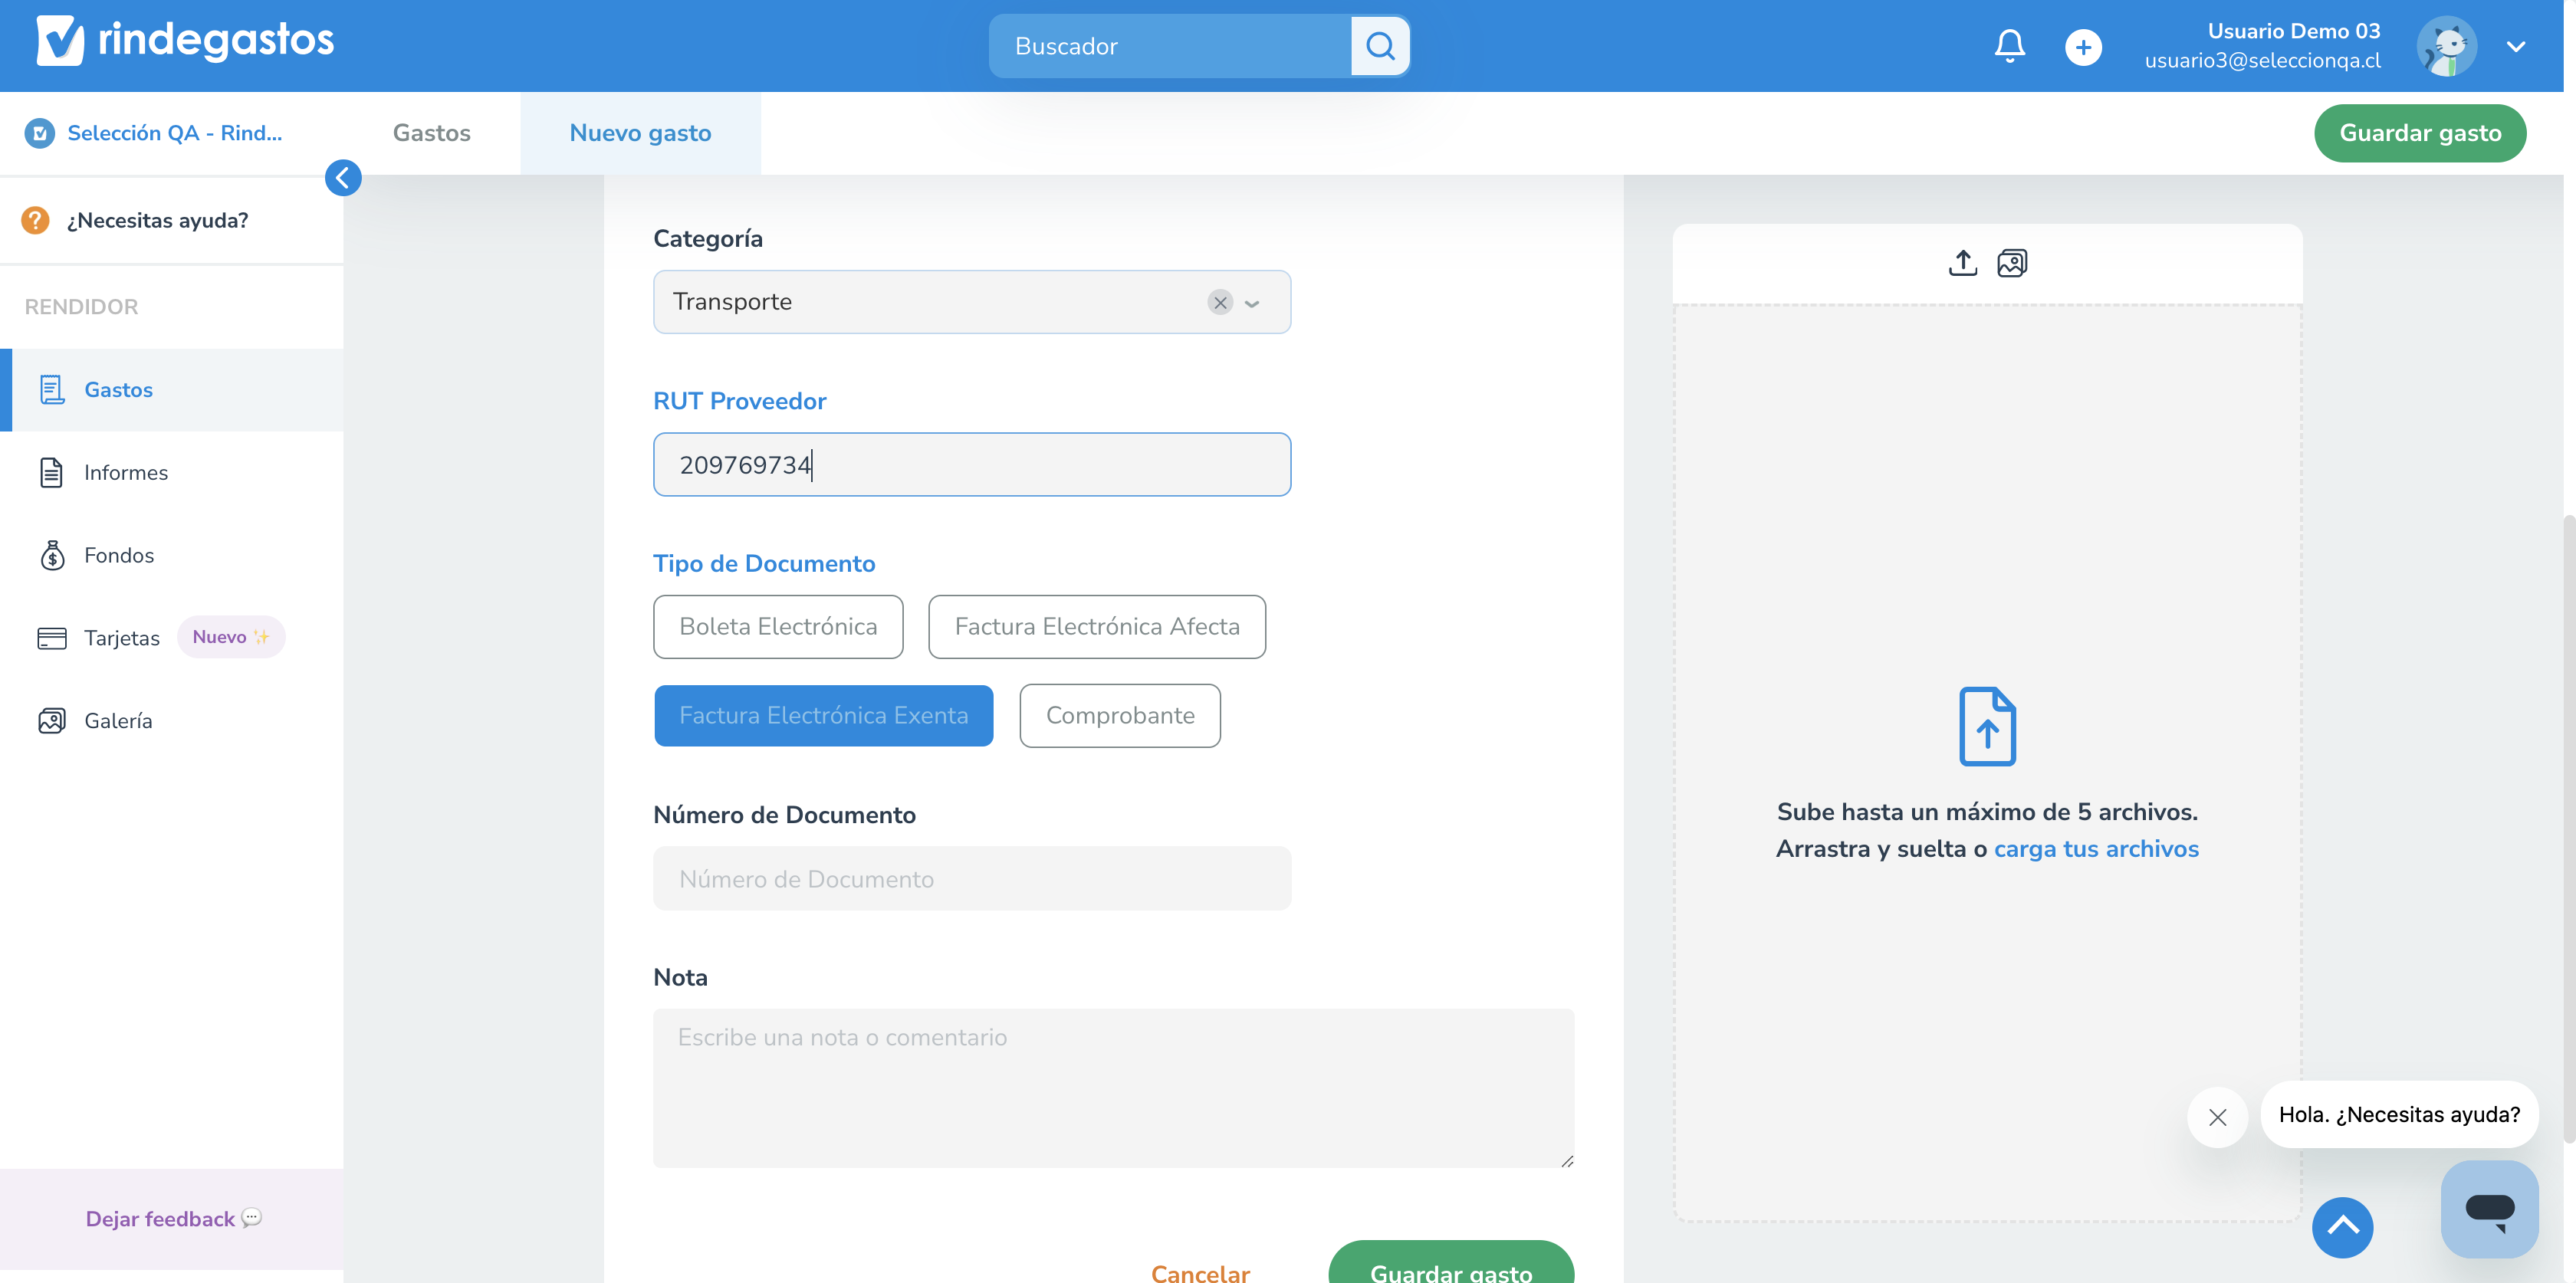 rindegastos
Buscador
Usuario Demo 03
usuario3@seleccionqa.cl
Selección QA - Rind...
Gastos
Nuevo gasto
Guardar gasto
¿Necesitas ayuda?
RENDIDOR
Gastos
Informes
Fondos
Tarjetas Nuevo ✨
Galería
Dejar feedback 💬
Categoría
Transporte
RUT Proveedor
209769734
Tipo de Documento
Boleta Electrónica
Factura Electrónica Afecta
Factura Electrónica Exenta
Comprobante
Número de Documento
Número de Documento
Nota
Escribe una nota o comentario
Cancelar
Guardar gasto
Sube hasta un máximo de 5 archivos.
Arrastra y suelta o carga tus archivos
Hola. ¿Necesitas ayuda?